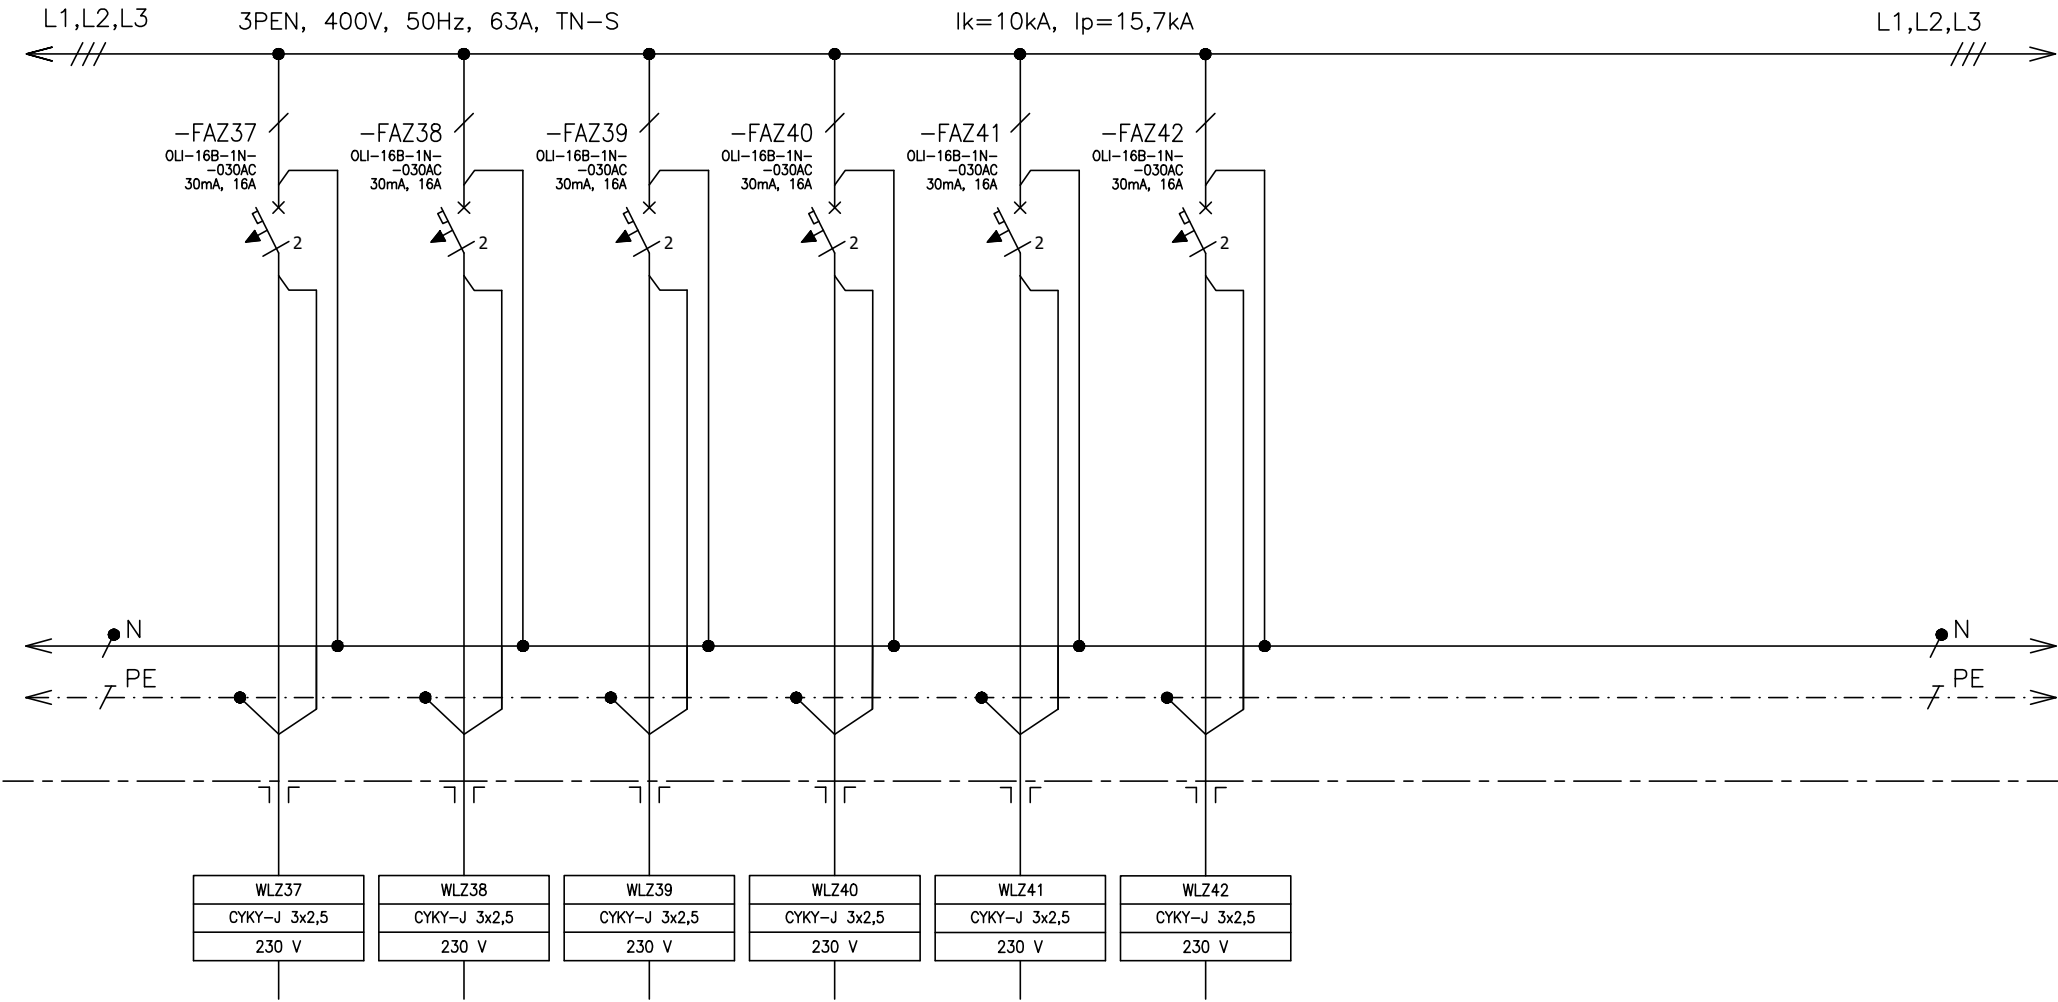 L1,L2,L3
3PEN, 400V, 50Hz, 63A, TN-S
Ik=10kA, Ip=15,7kA
L1,L2,L3
-FAZ37
OLI-16B-1N-
-030AC
30mA, 16A
2
-FAZ38
OLI-16B-1N-
-030AC
30mA, 16A
2
-FAZ39
OLI-16B-1N-
-030AC
30mA, 16A
2
-FAZ40
OLI-16B-1N-
-030AC
30mA, 16A
2
-FAZ41
OLI-16B-1N-
-030AC
30mA, 16A
2
-FAZ42
OLI-16B-1N-
-030AC
30mA, 16A
2
N
N
PE
PE
WLZ37
CYKY-J 3x2,5
230 V
WLZ38
CYKY-J 3x2,5
230 V
WLZ39
CYKY-J 3x2,5
230 V
WLZ40
CYKY-J 3x2,5
230 V
WLZ41
CYKY-J 3x2,5
230 V
WLZ42
CYKY-J 3x2,5
230 V